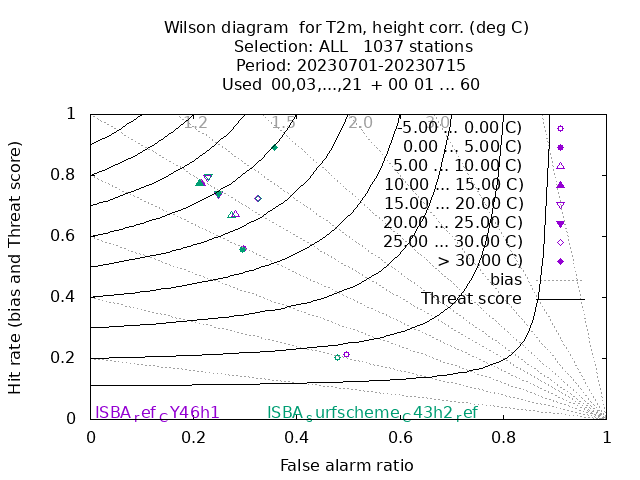 Wilson diagram  for T2m, height corr. (deg C)
Selection: ALL   1037 stations
Period: 20230701-20230715
Used  00,03,...,21  + 00 01 ... 60
1.2 1.5 2.0
-5.00 ... 0.00 C)
0.00 ... 5.00 C)
5.00 ... 10.00 C)
10.00 ... 15.00 C)
15.00 ... 20.00 C)
20.00 ... 25.00 C)
25.00 ... 30.00 C)
> 30.00 C)
bias
Threat score
Hit rate (bias and Threat score)
1
0.8
0.6
0.4
0.2
0
ISBA_ref_CY46h1 ISBA_surfscheme_C43h2_ref
0 0.2 0.4 0.6 0.8 1
False alarm ratio